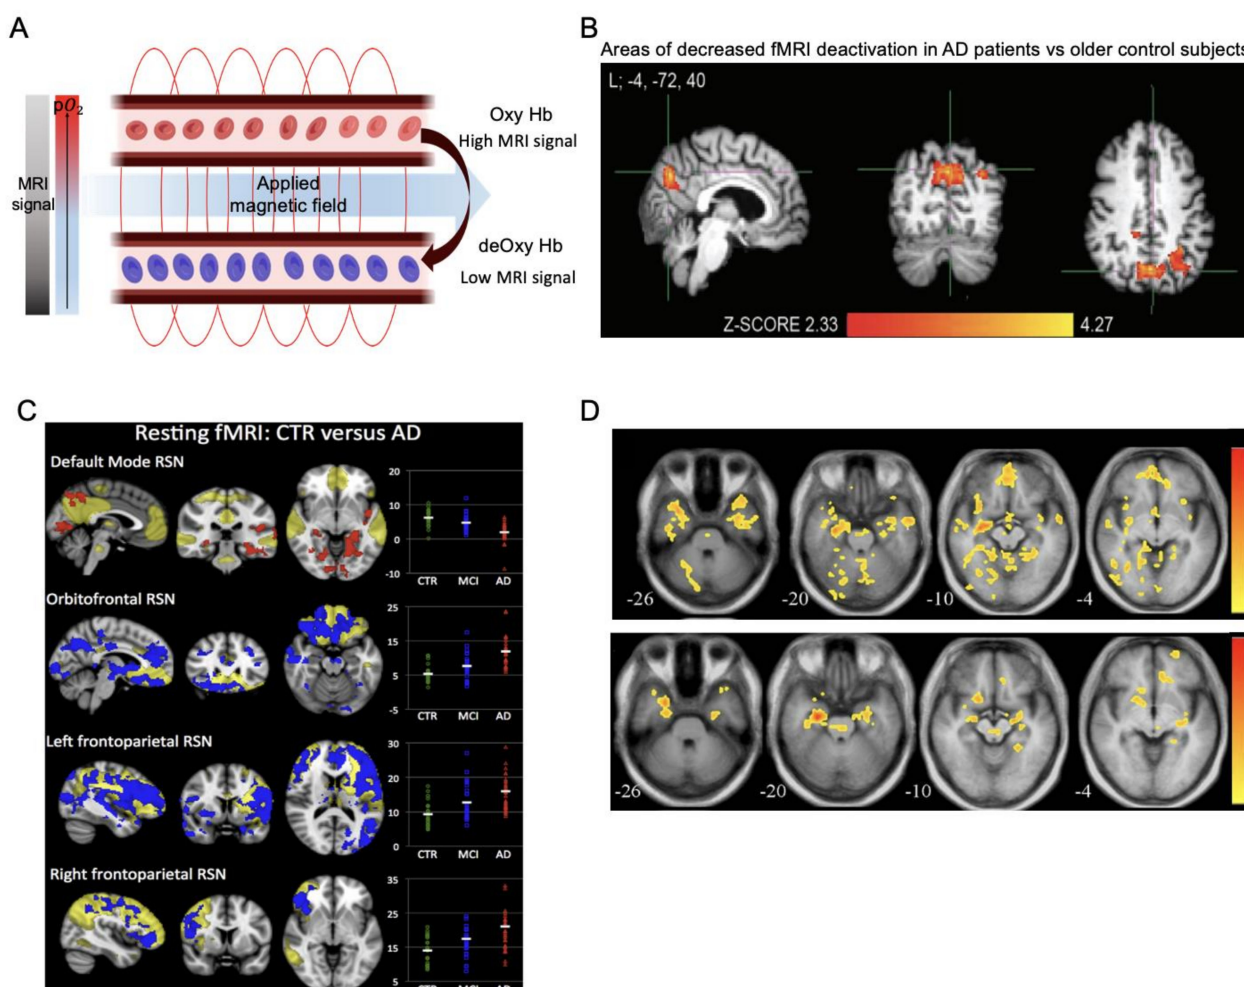 A
pO₂
MRI
signal
Applied
magnetic field
Oxy Hb
High MRI signal
deOxy Hb
Low MRI signal
B
Areas of decreased fMRI deactivation in AD patients vs older control subjects
L; -4, -72, 40
Z-SCORE 2.33
4.27
C
Resting fMRI: CTR versus AD
Default Mode RSN
20
10
0
-10
CTR MCI AD
Orbitofrontal RSN
25
15
5
-5
CTR MCI AD
Left frontoparietal RSN
30
20
10
0
CTR MCI AD
Right frontoparietal RSN
35
25
15
5
D
-26 -20 -10 -4
-26 -20 -10 -4